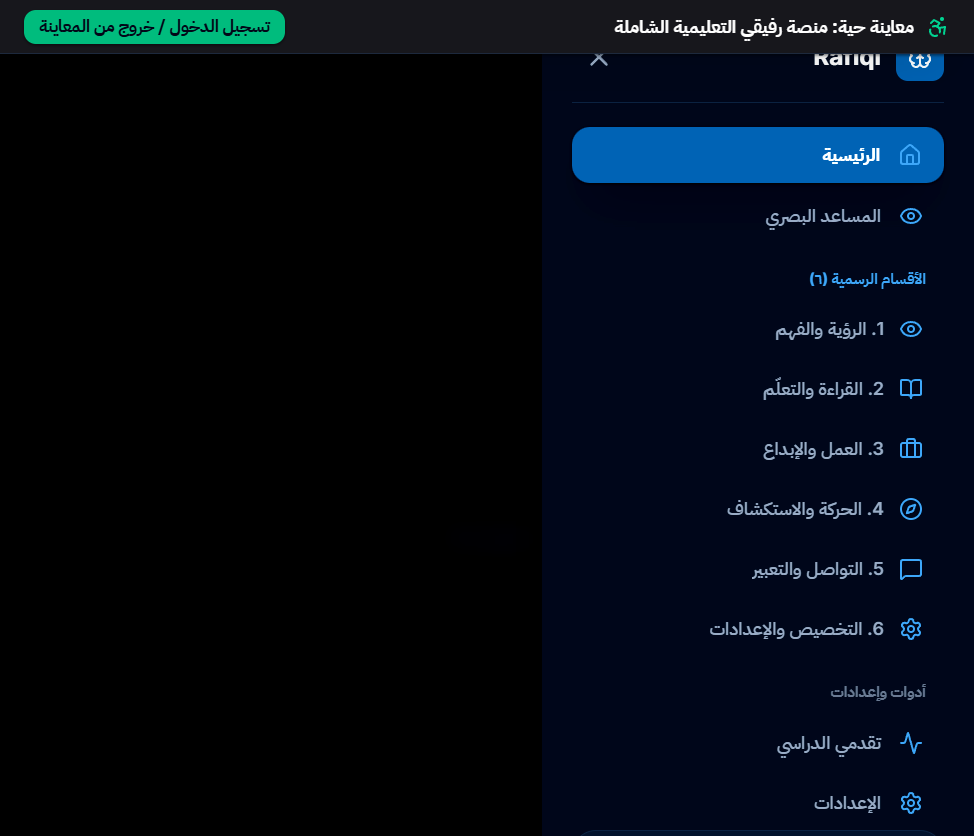 معاينة حية: منصة رفيقي التعليمية الشاملة
تسجيل الدخول / خروج من المعاينة
Rafiqi
الرئيسية
المساعد البصري
الأقسام الرسمية (٦)
1. الرؤية والفهم
2. القراءة والتعلّم
3. العمل والإبداع
4. الحركة والاستكشاف
5. التواصل والتعبير
6. التخصيص والإعدادات
أدوات وإعدادات
تقدمي الدراسي
الإعدادات